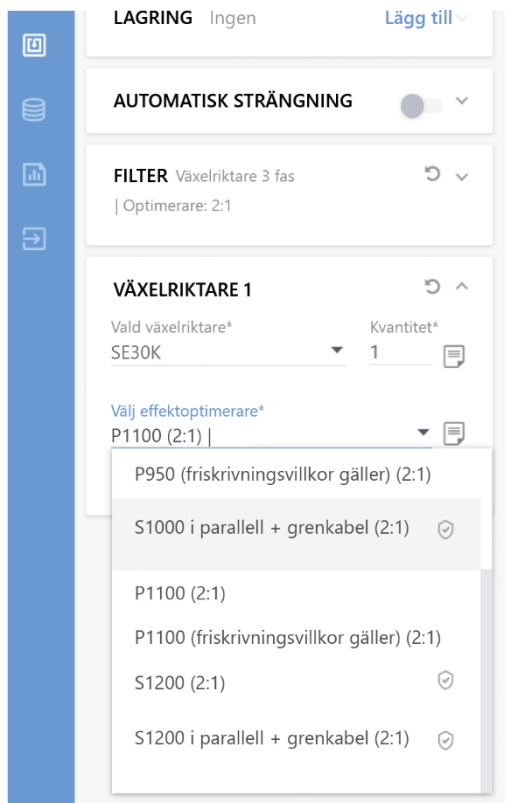 LAGRING Ingen Lägg till
AUTOMATISK STRÄNGNING
FILTER Växelriktare 3 fas
| Optimerare: 2:1
VÄXELRIKTARE 1
Vald växelriktare* Kvantitet*
SE30K 1
Välj effektoptimerare*
P1100 (2:1) |
P950 (friskrivningsvillkor gäller) (2:1)
S1000 i parallell + grenkabel (2:1)
P1100 (2:1)
P1100 (friskrivningsvillkor gäller) (2:1)
S1200 (2:1)
S1200 i parallell + grenkabel (2:1)